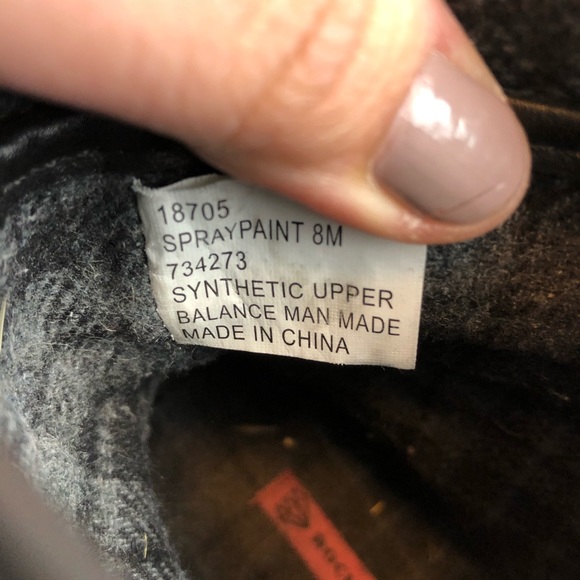 18705
SPRAYPAINT 8M
734273
SYNTHETIC UPPER
BALANCE MAN MADE
MADE IN CHINA